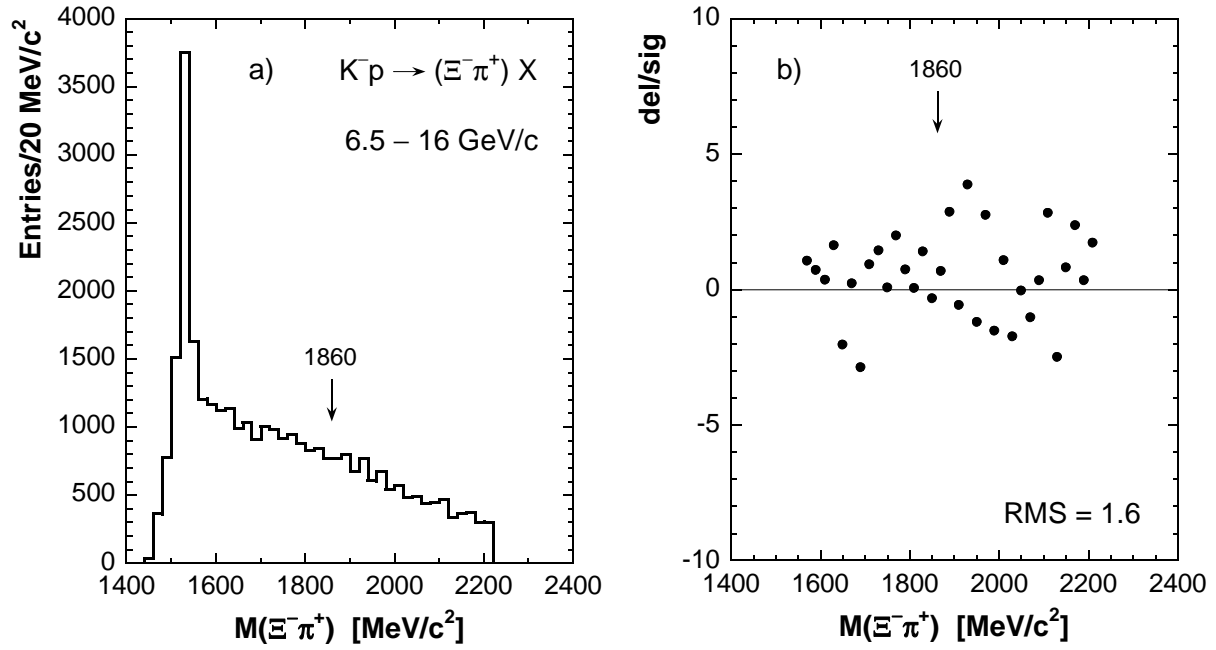 4000
3500
3000
2500
2000
1500
1000
500
0
Entries/20 MeV/c²
a) K⁻p → (Ξ⁻π⁺) X
6.5 – 16 GeV/c
1860
1400 1600 1800 2000 2200 2400
M(Ξ⁻π⁺) [MeV/c²]
10
5
0
-5
-10
del/sig
b)
1860
RMS = 1.6
1400 1600 1800 2000 2200 2400
M(Ξ⁻π⁺) [MeV/c²]